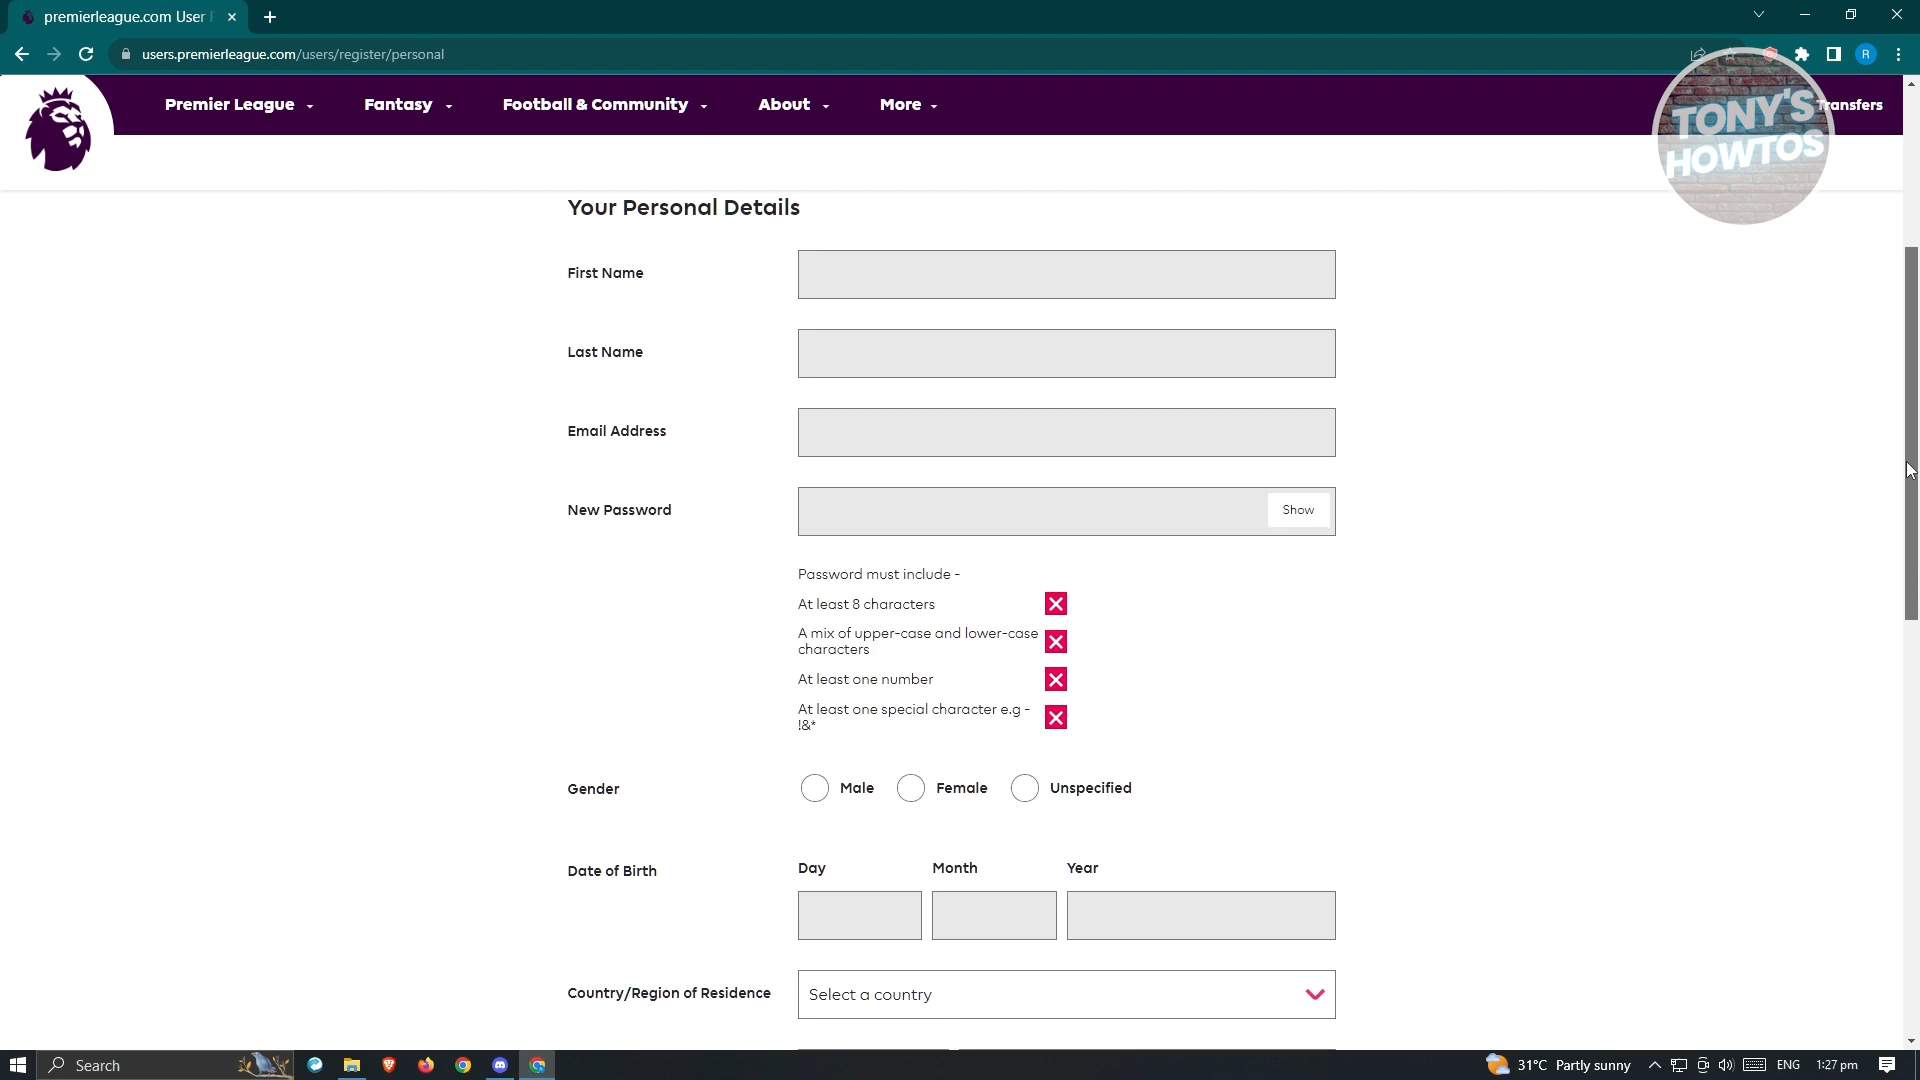 premierleague.com User
users.premierleague.com/users/register/personal
R
Premier League
Fantasy
Football & Community
About
More
Transfers
TONY'S
HOWTOS
Your Personal Details
First Name
Last Name
Email Address
New Password
Show
Password must include -
At least 8 characters
A mix of upper-case and lower-case
characters
At least one number
At least one special character e.g -
!&*
Gender
Male
Female
Unspecified
Date of Birth
Day
Month
Year
Country/Region of Residence
Select a country
Search
31°C Partly sunny
ENG
1:27 pm